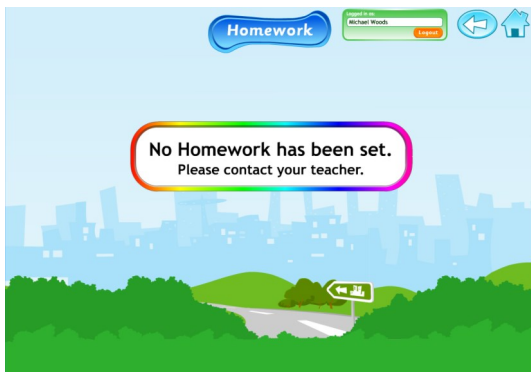 Homework
Logged in as:
Michael Woods
Logout
No Homework has been set.
Please contact your teacher.